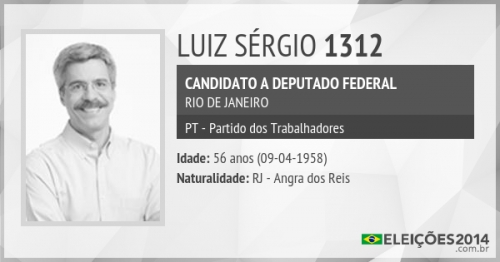 LUIZ SÉRGIO 1312
CANDIDATO A DEPUTADO FEDERAL
RIO DE JANEIRO
PT - Partido dos Trabalhadores
Idade: 56 anos (09-04-1958)
Naturalidade: RJ - Angra dos Reis
ELEIÇÕES2014
.com.br